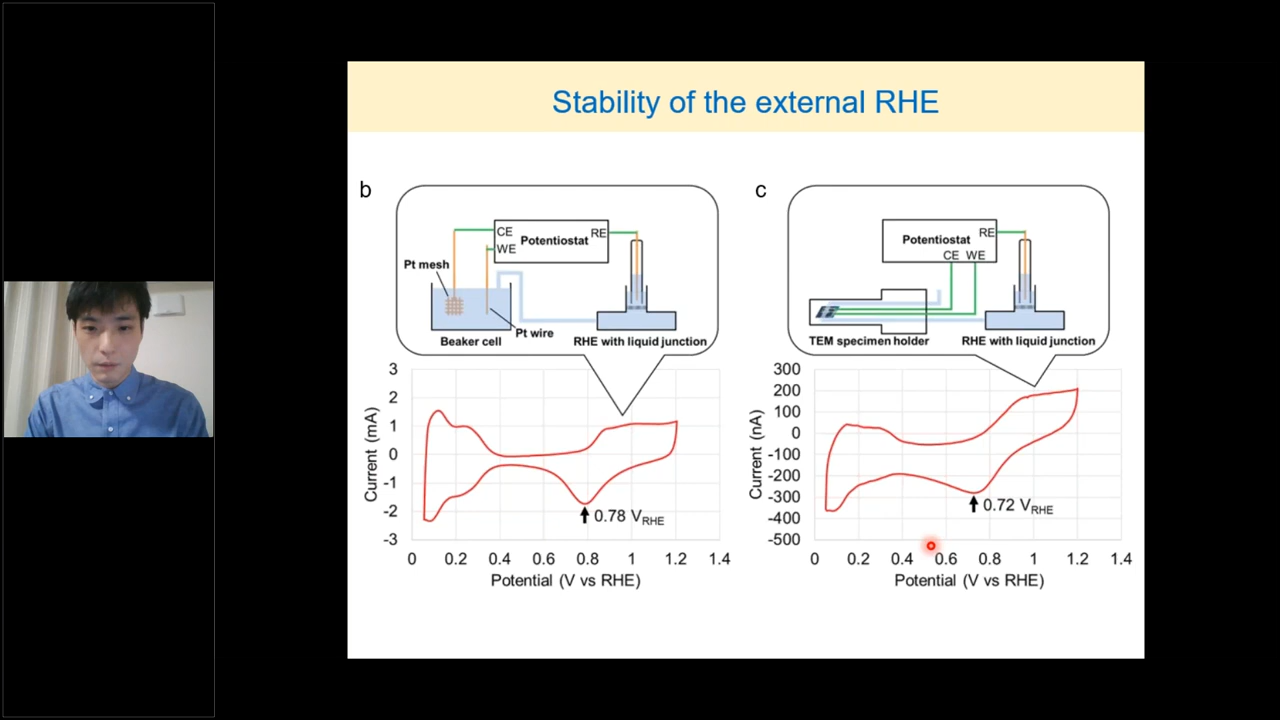 Stability of the external RHE
b
CE
WE
Potentiostat
RE
Pt mesh
Pt wire
Beaker cell
RHE with liquid junction
3
2
1
0
-1
-2
-3
Current (mA)
0.78 VRHE
0 0.2 0.4 0.6 0.8 1 1.2 1.4
Potential (V vs RHE)
c
Potentiostat
RE
CE WE
TEM specimen holder
RHE with liquid junction
300
200
100
0
-100
-200
-300
-400
-500
Current (nA)
0.72 VRHE
0 0.2 0.4 0.6 0.8 1 1.2 1.4
Potential (V vs RHE)